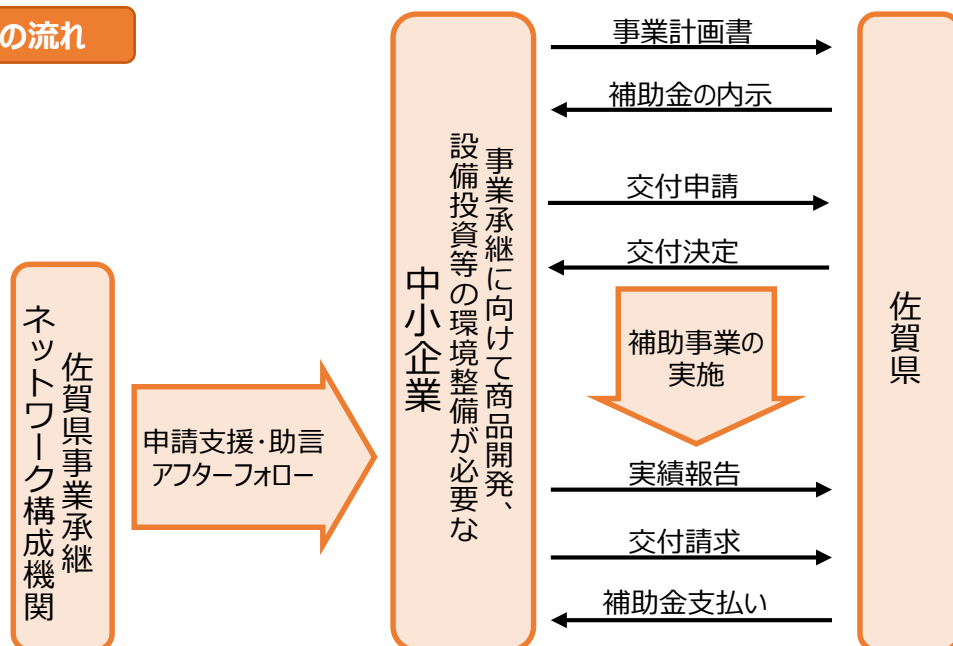 の流れ
佐賀県事業承継
ネットワーク構成機関
申請支援・助言
アフターフォロー
事業承継に向けて商品開発、
設備投資等の環境整備が必要な
中小企業
事業計画書
補助金の内示
交付申請
交付決定
補助事業の
実施
実績報告
交付請求
補助金支払い
佐賀県